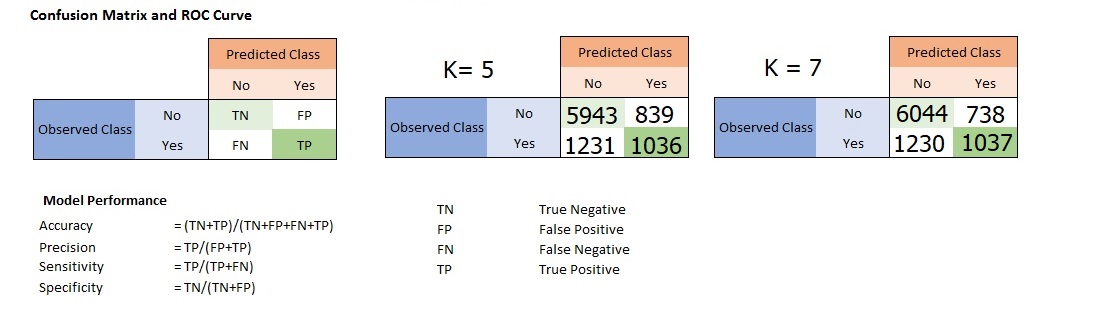 Confusion Matrix and ROC Curve
Predicted Class
No Yes
Observed Class
No TN FP
Yes FN TP
K= 5
Predicted Class
No Yes
Observed Class
No 5943 839
Yes 1231 1036
K = 7
Predicted Class
No Yes
Observed Class
No 6044 738
Yes 1230 1037
Model Performance
Accuracy = (TN+TP)/(TN+FP+FN+TP)
Precision = TP/(FP+TP)
Sensitivity = TP/(TP+FN)
Specificity = TN/(TN+FP)
TN True Negative
FP False Positive
FN False Negative
TP True Positive